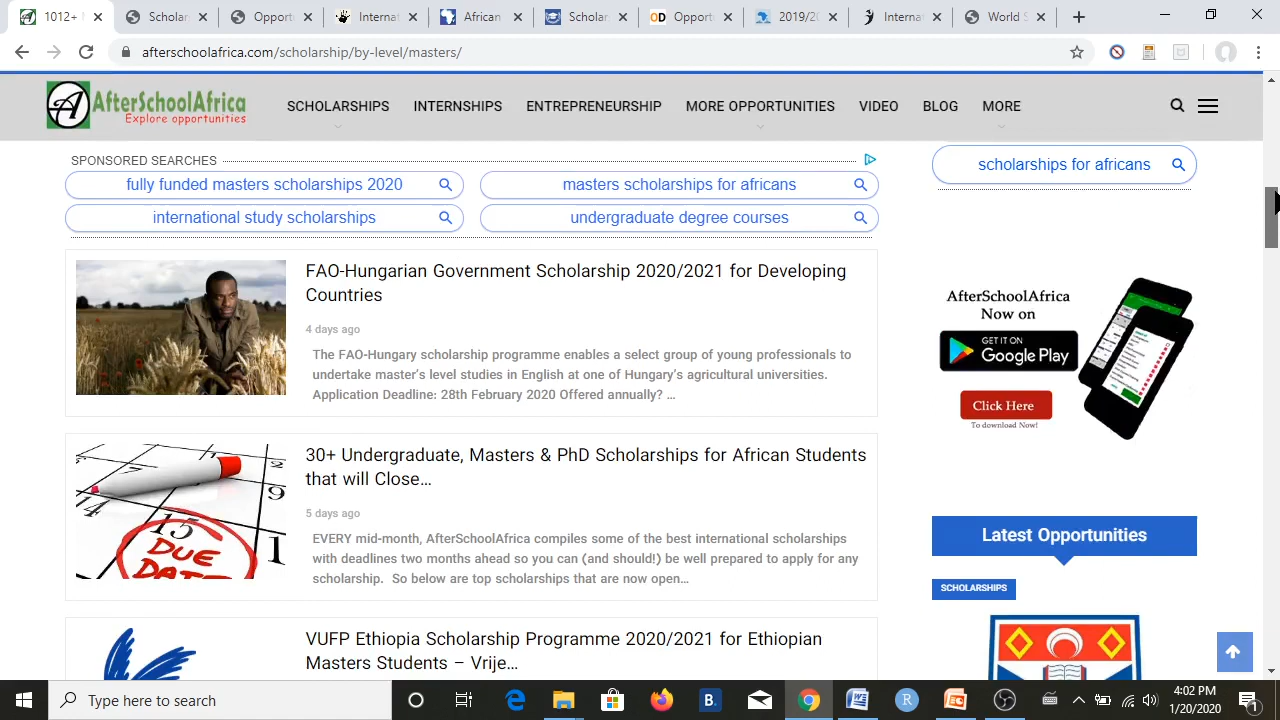 101+ M
Scholar
Opport
Internat
African
Scholar
OD Opport
2019/2
Interna
World S
afterschoolafrica.com/scholarship/by-level/masters/
AfterSchoolAfrica
Explore opportunities
SCHOLARSHIPS INTERNSHIPS ENTREPRENEURSHIP MORE OPPORTUNITIES VIDEO BLOG MORE
SPONSORED SEARCHES
fully funded masters scholarships 2020
masters scholarships for africans
international study scholarships
undergraduate degree courses
scholarships for africans
FAO-Hungarian Government Scholarship 2020/2021 for Developing
Countries
4 days ago
The FAO-Hungary scholarship programme enables a select group of young professionals to
undertake master's level studies in English at one of Hungary's agricultural universities.
Application Deadline: 28th February 2020 Offered annually? ...
AfterSchoolAfrica
Now on
GET IT ON
Google Play
Click Here
To download Now!
14
15
9
1
DUE
DATE
30+ Undergraduate, Masters & PhD Scholarships for African Students
that will Close...
5 days ago
EVERY mid-month, AfterSchoolAfrica compiles some of the best international scholarships
with deadlines two months ahead so you can (and should!) be well prepared to apply for any
scholarship. So below are top scholarships that are now open...
Latest Opportunities
SCHOLARSHIPS
VUFP Ethiopia Scholarship Programme 2020/2021 for Ethiopian
Masters Students – Vrije...
Type here to search
4:02 PM
1/20/2020